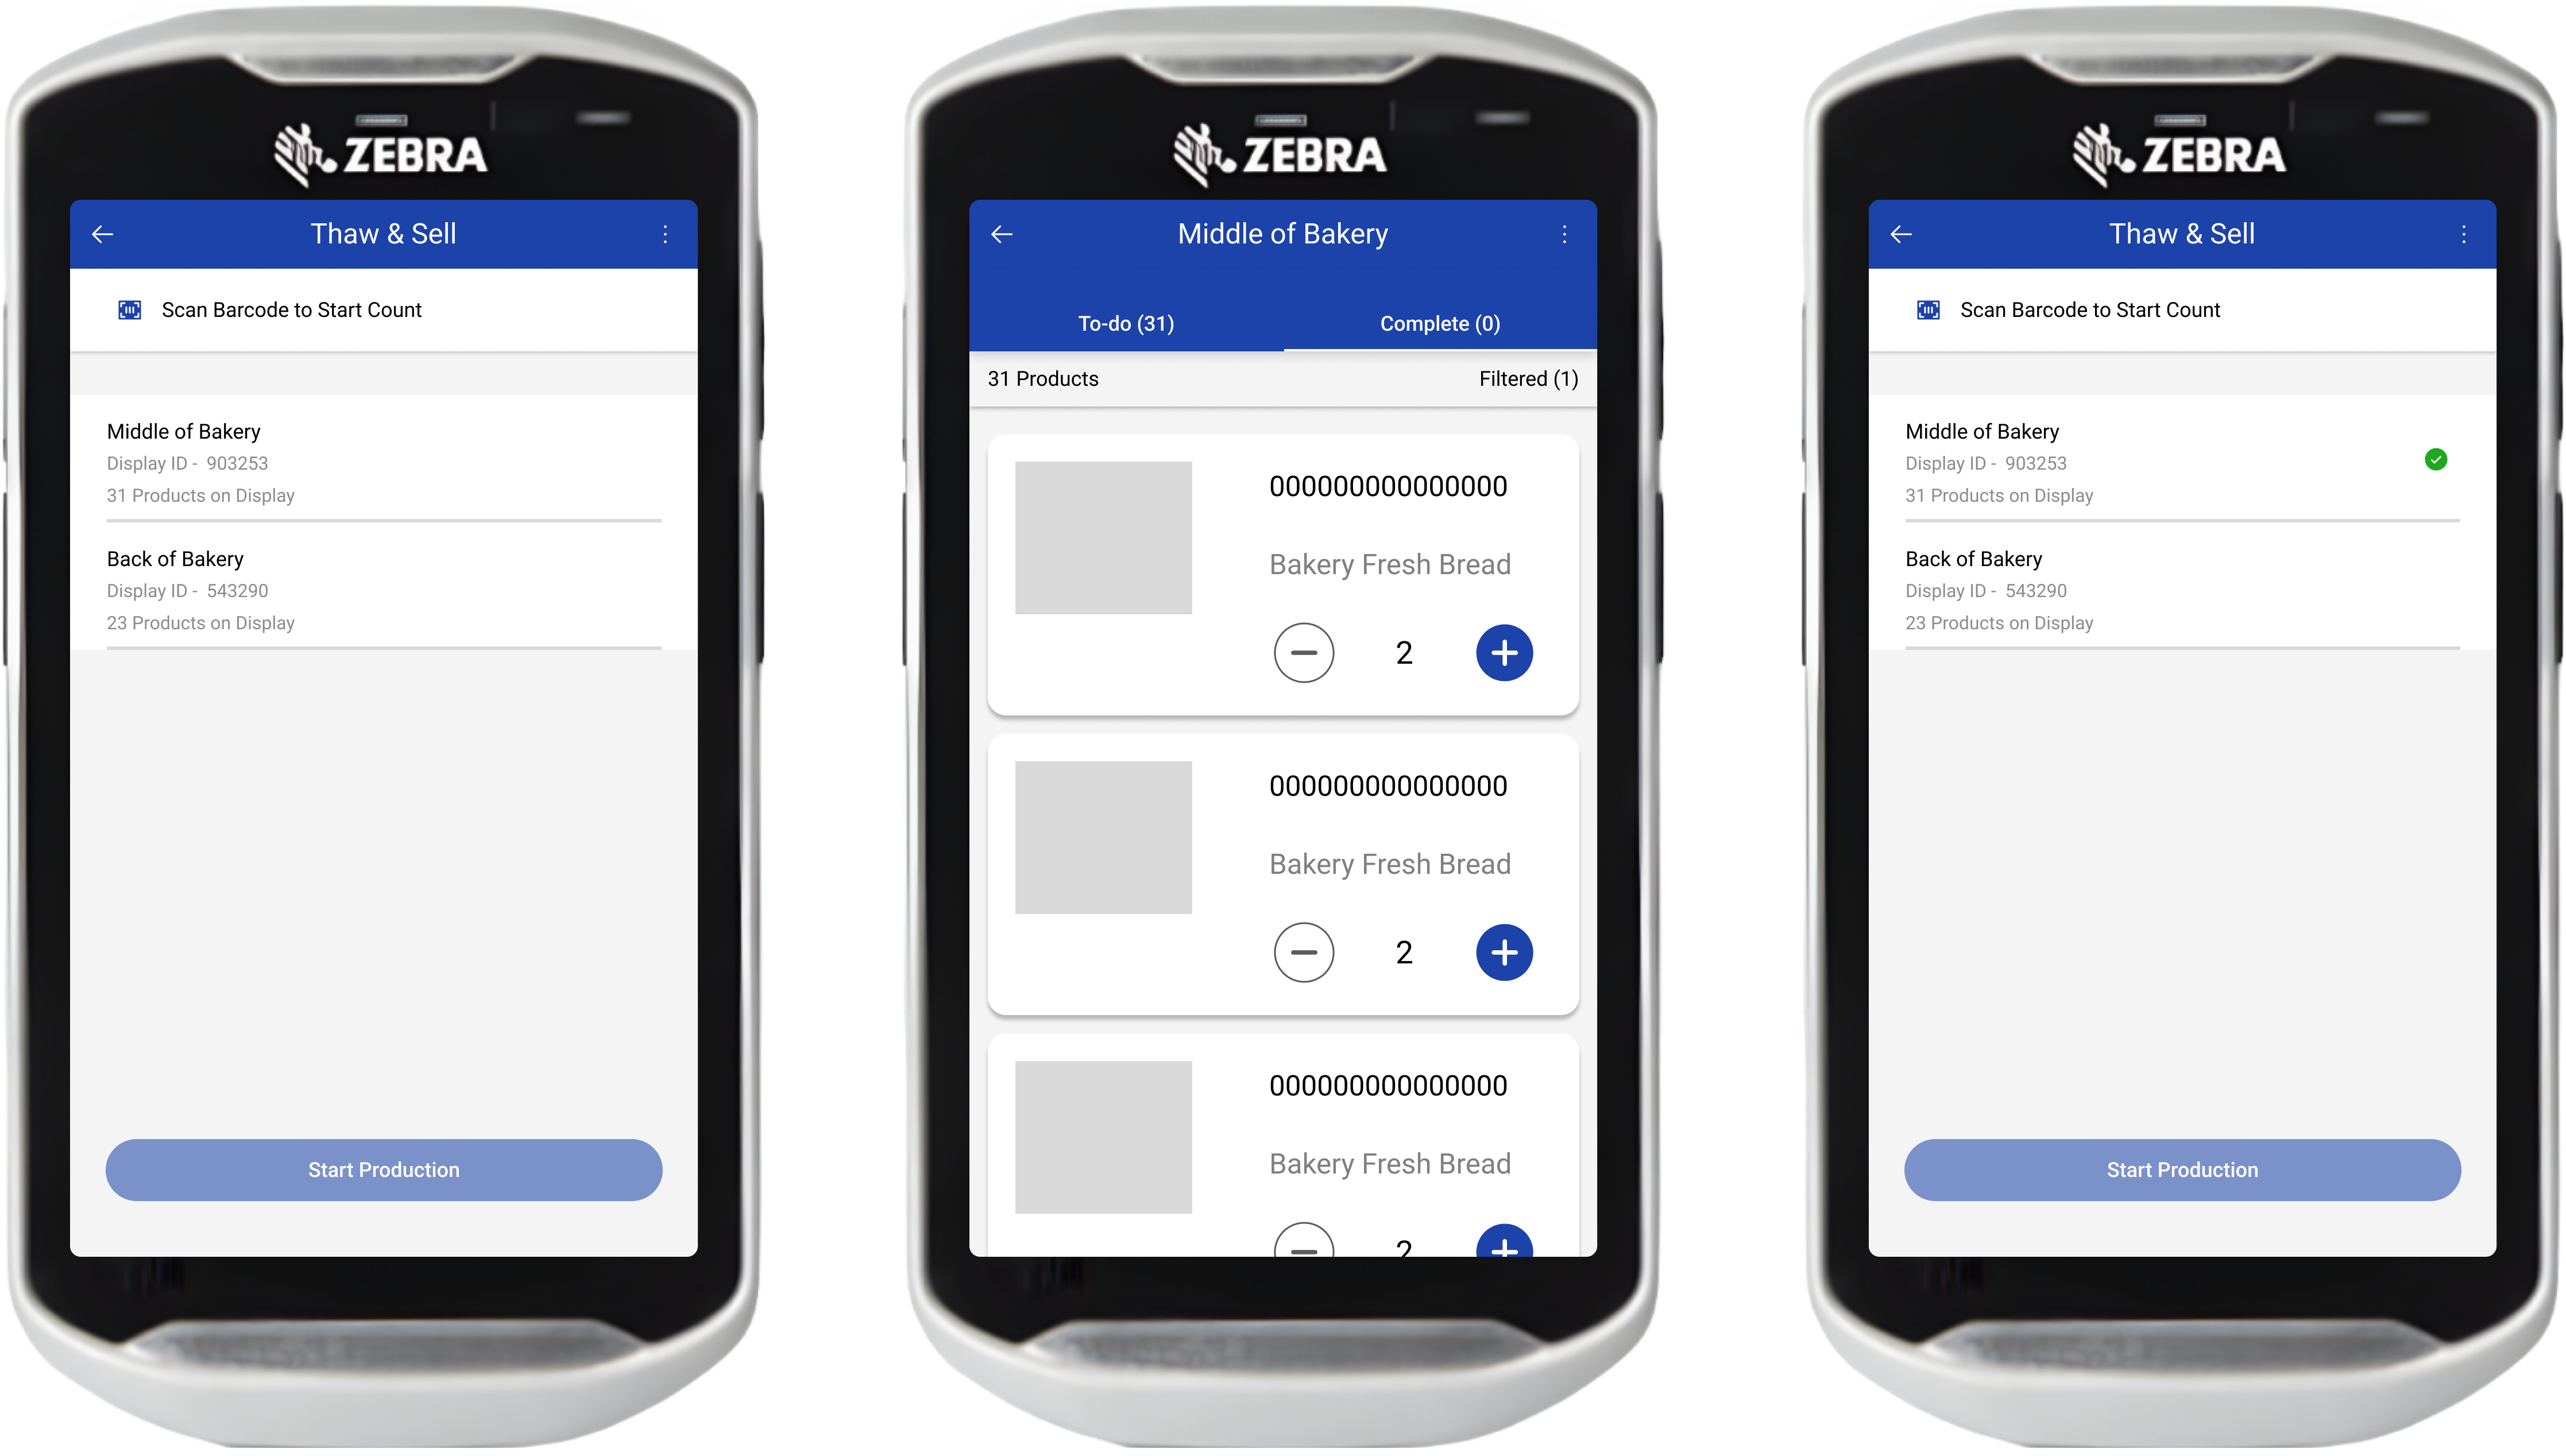 ZEBRA
Thaw & Sell
Scan Barcode to Start Count
Middle of Bakery
Display ID - 903253
31 Products on Display
Back of Bakery
Display ID - 543290
23 Products on Display
Start Production
ZEBRA
Middle of Bakery
To-do (31)
Complete (0)
31 Products
Filtered (1)
000000000000000
Bakery Fresh Bread
2
000000000000000
Bakery Fresh Bread
2
000000000000000
Bakery Fresh Bread
2
ZEBRA
Thaw & Sell
Scan Barcode to Start Count
Middle of Bakery
Display ID - 903253
31 Products on Display
Back of Bakery
Display ID - 543290
23 Products on Display
Start Production